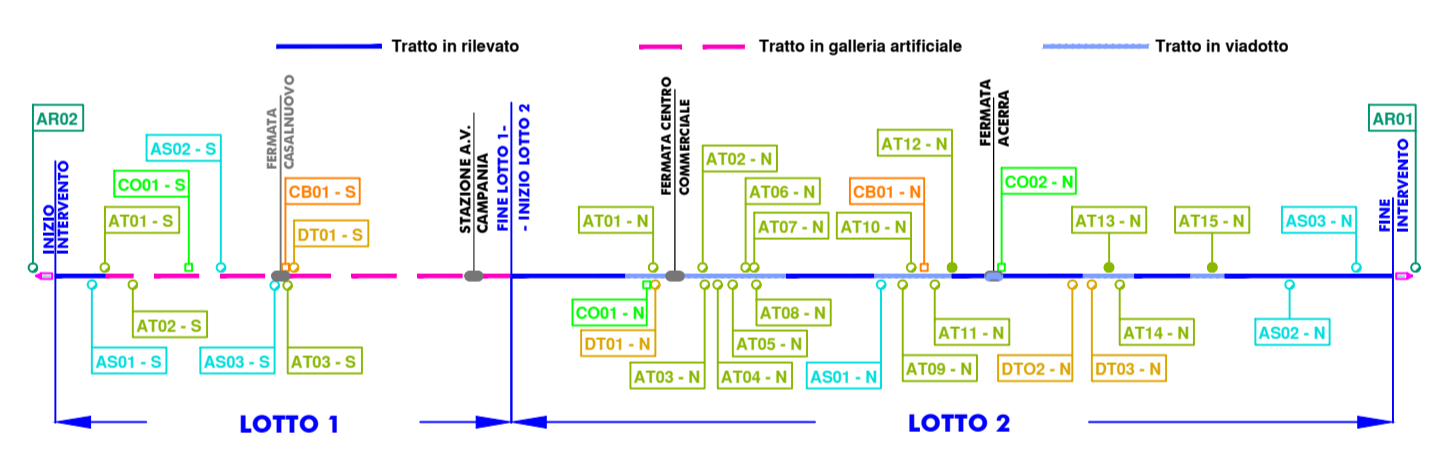 Tratto in rilevato
Tratto in galleria artificiale
Tratto in viadotto
AR02
INIZIO
INTERVENTO
AS02 - S
CO01 - S
AT01 - S
FERMATA
CASALNUOVO
CB01 - S
DT01 - S
STAZIONE A.V.
CAMPANIA
FINE LOTTO 1-
- INIZIO LOTTO 2
FERMATA CENTRO
COMMERCIALE
AT01 - N
AT02 - N
AT06 - N
AT07 - N
AT12 - N
CB01 - N
AT10 - N
FERMATA
ACERRA
CO02 - N
AT13 - N
AT15 - N
AS03 - N
AR01
FINE
INTERVENTO
AT02 - S
AS01 - S
AS03 - S
AT03 - S
CO01 - N
DT01 - N
AT03 - N
AT04 - N
AT05 - N
AT08 - N
AS01 - N
AT09 - N
AT11 - N
DTO2 - N
DT03 - N
AT14 - N
AS02 - N
LOTTO 1
LOTTO 2